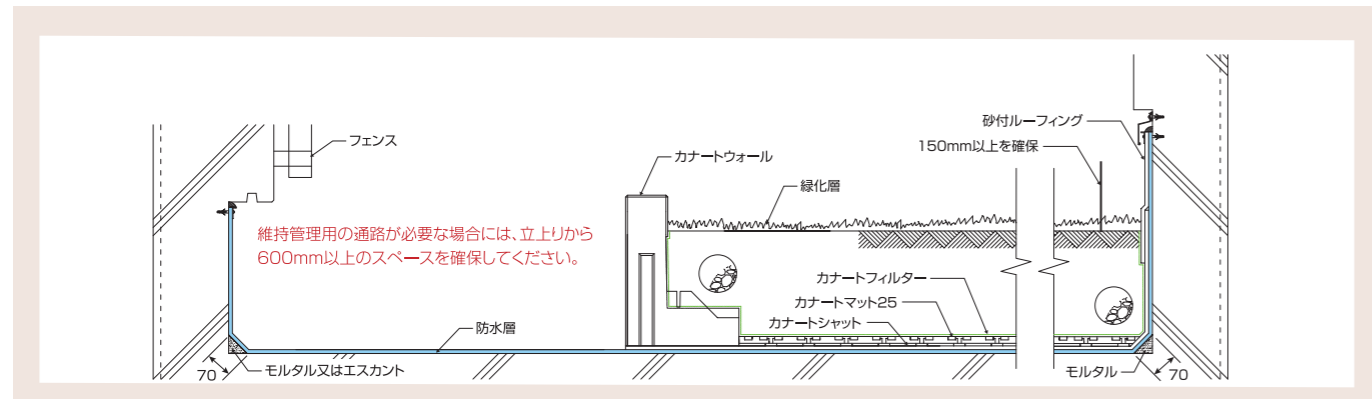 フェンス
カナートウォール
緑化層
砂付ルーフィング
150mm以上を確保
維持管理用の通路が必要な場合には、立上りから
600mm以上のスペースを確保してください。
カナートフィルター
カナートマット25
カナートシャット
防水層
モルタル又はエスカント
70
モルタル
70